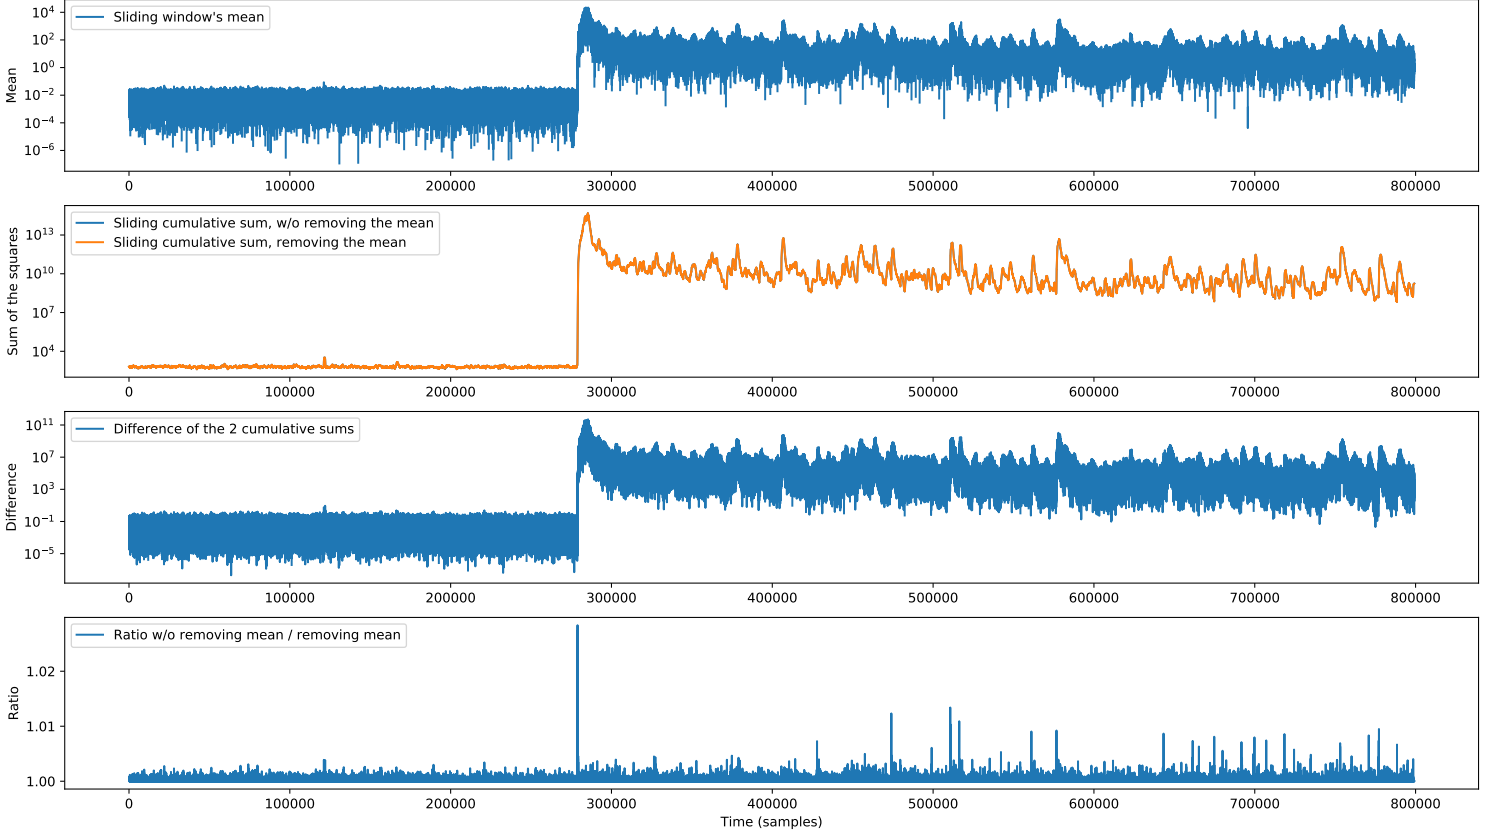 Sliding window's mean
Mean
10^4
10^2
10^0
10^−2
10^−4
10^−6
0 100000 200000 300000 400000 500000 600000 700000 800000
Sliding cumulative sum, w/o removing the mean
Sliding cumulative sum, removing the mean
Sum of the squares
10^13
10^10
10^7
10^4
0 100000 200000 300000 400000 500000 600000 700000 800000
Difference of the 2 cumulative sums
Difference
10^11
10^7
10^3
10^−1
10^−5
0 100000 200000 300000 400000 500000 600000 700000 800000
Ratio w/o removing mean / removing mean
Ratio
1.02
1.01
1.00
0 100000 200000 300000 400000 500000 600000 700000 800000
Time (samples)